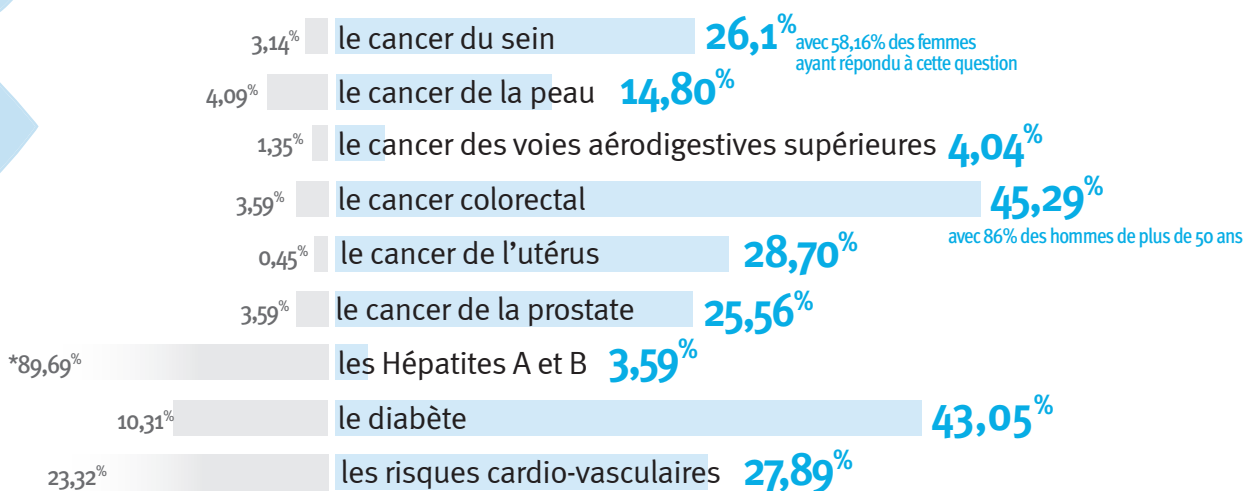 3,14% le cancer du sein 26,1% avec 58,16% des femmes
ayant répondu à cette question
4,09% le cancer de la peau 14,80%
1,35% le cancer des voies aérodigestives supérieures 4,04%
3,59% le cancer colorectal 45,29%
avec 86% des hommes de plus de 50 ans
0,45% le cancer de l’utérus 28,70%
3,59% le cancer de la prostate 25,56%
*89,69% les Hépatites A et B 3,59%
10,31% le diabète 43,05%
23,32% les risques cardio-vasculaires 27,89%